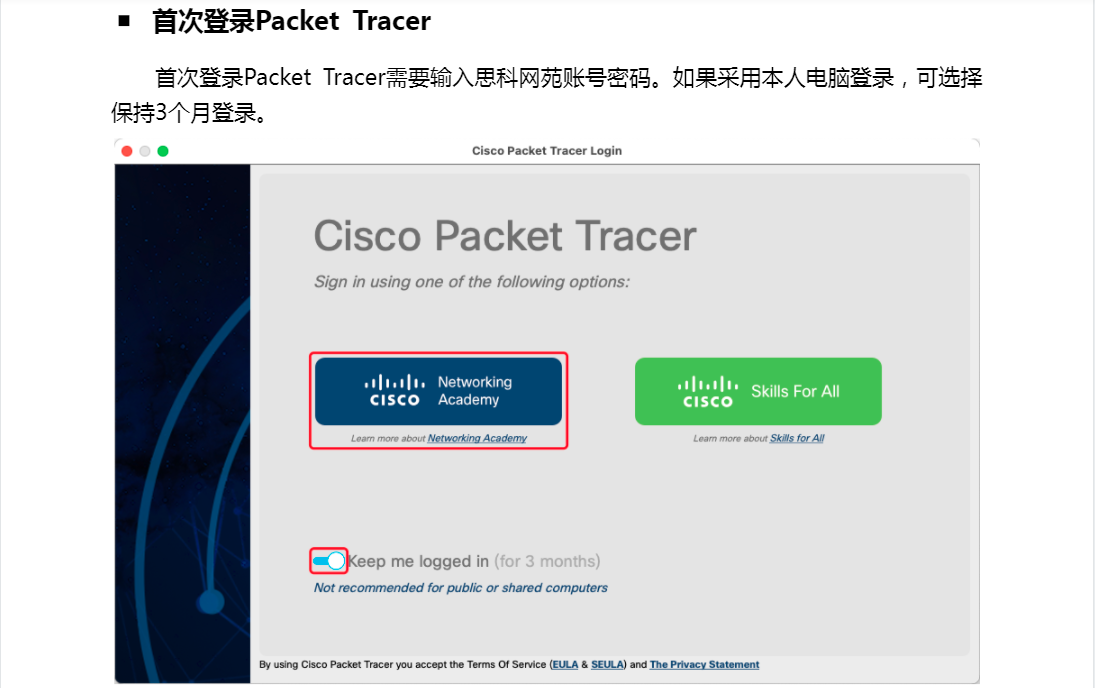 ▪ 首次登录Packet Tracer
首次登录Packet Tracer需要输入思科网苑账号密码。如果采用本人电脑登录，可选择
保持3个月登录。
Cisco Packet Tracer Login
Cisco Packet Tracer
Sign in using one of the following options:
CISCO Networking Academy
CISCO Skills For All
Learn more about Networking Academy
Learn more about Skills for All
Keep me logged in (for 3 months)
Not recommended for public or shared computers
By using Cisco Packet Tracer you accept the Terms Of Service (EULA & SEULA) and The Privacy Statement